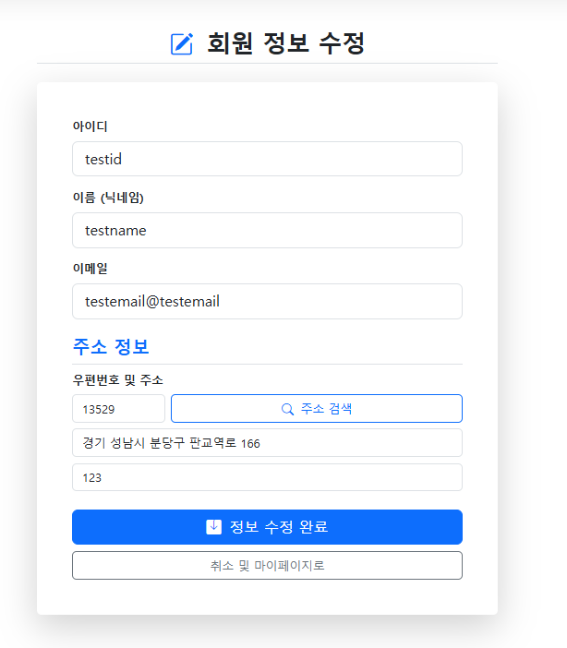 회원 정보 수정
아이디
testid
이름 (닉네임)
testname
이메일
testemail@testemail
주소 정보
우편번호 및 주소
13529
주소 검색
경기 성남시 분당구 판교역로 166
123
정보 수정 완료
취소 및 마이페이지로